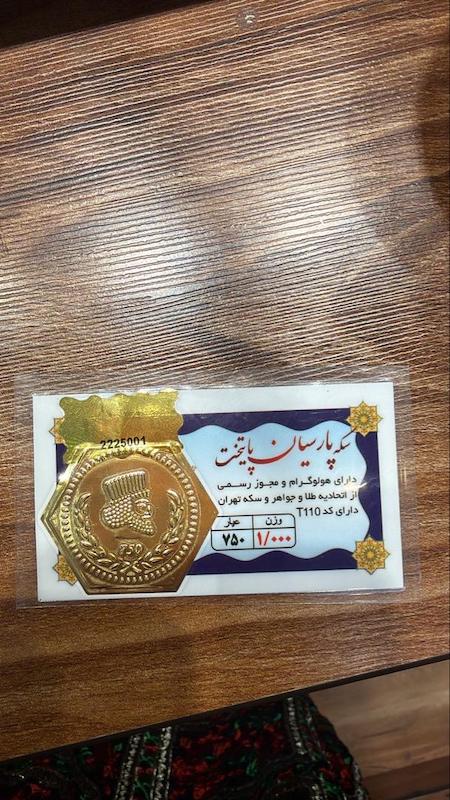 2225001
سکه پارسیان پایتخت
دارای هولوگرام و مجوز رسمی
از اتحادیه طلا و جواهر و سکه تهران
دارای کد T110
وزن عیار
۱/۰۰۰ ۷۵۰
750